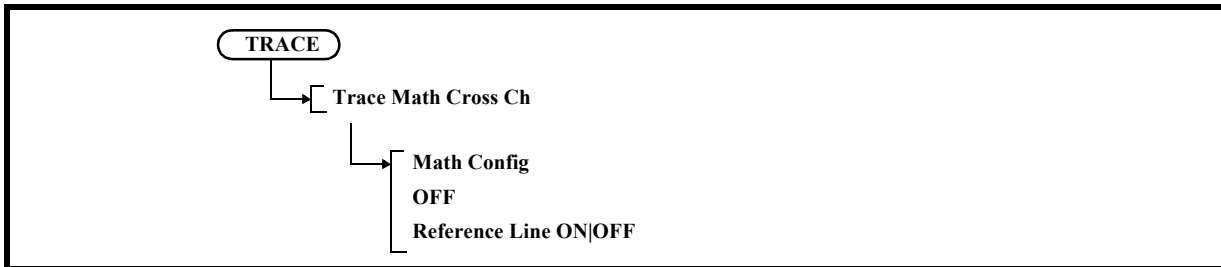 TRACE
Trace Math Cross Ch
Math Config
OFF
Reference Line ON|OFF